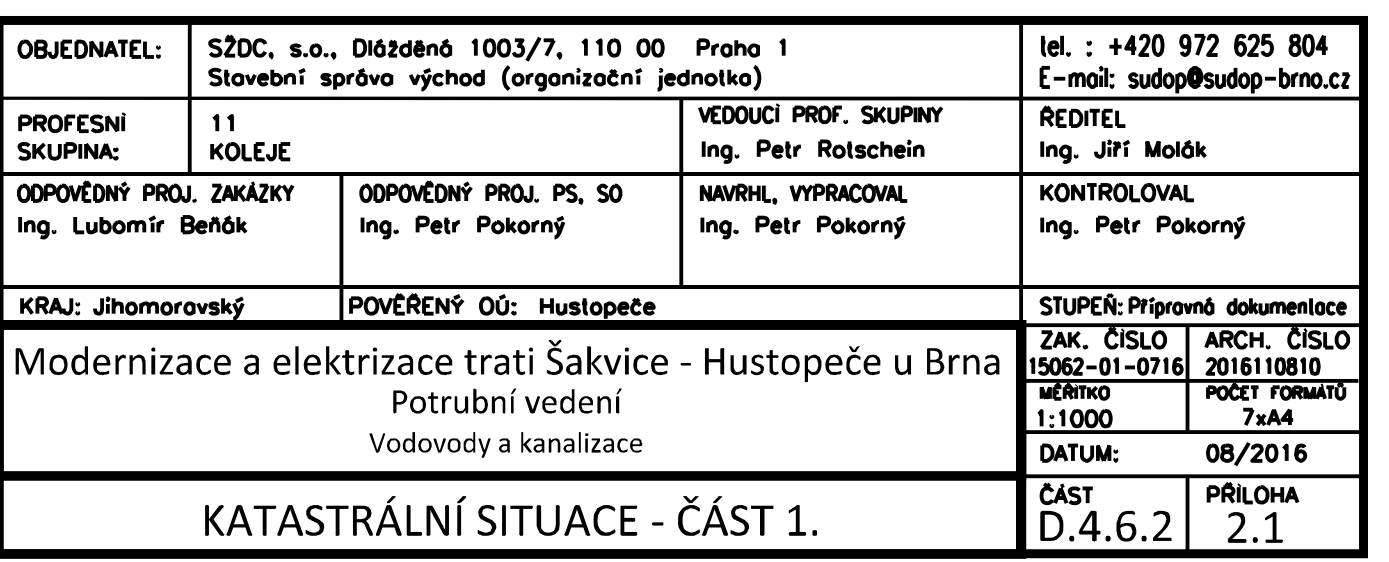 OBJEDNATEL: SŽDC, s.o., Dlážděná 1003/7, 110 00 Praha 1
Stavební správa východ (organizační jednotka)
tel. : +420 972 625 804
E-mail: sudop@sudop-brno.cz
PROFESNÍ
SKUPINA:
11
KOLEJE
VEDOUCÍ PROF. SKUPINY
Ing. Petr Rotschein
ŘEDITEL
Ing. Jiří Molák
ODPOVĚDNÝ PROJ. ZAKÁZKY
Ing. Lubomír Beňák
ODPOVĚDNÝ PROJ. PS, SO
Ing. Petr Pokorný
NAVRHL, VYPRACOVAL
Ing. Petr Pokorný
KONTROLOVAL
Ing. Petr Pokorný
KRAJ: Jihomoravský
POVĚŘENÝ OÚ: Hustopeče
STUPEŇ: Přípravná dokumentace
Modernizace a elektrizace trati Šakvice - Hustopeče u Brna
Potrubní vedení
Vodovody a kanalizace
ZAK. ČÍSLO
15062-01-0716
ARCH. ČÍSLO
2016110810
MĚŘÍTKO
1:1000
POČET FORMÁTŮ
7xA4
DATUM: 08/2016
KATASTRÁLNÍ SITUACE - ČÁST 1.
ČÁST
D.4.6.2
PŘÍLOHA
2.1